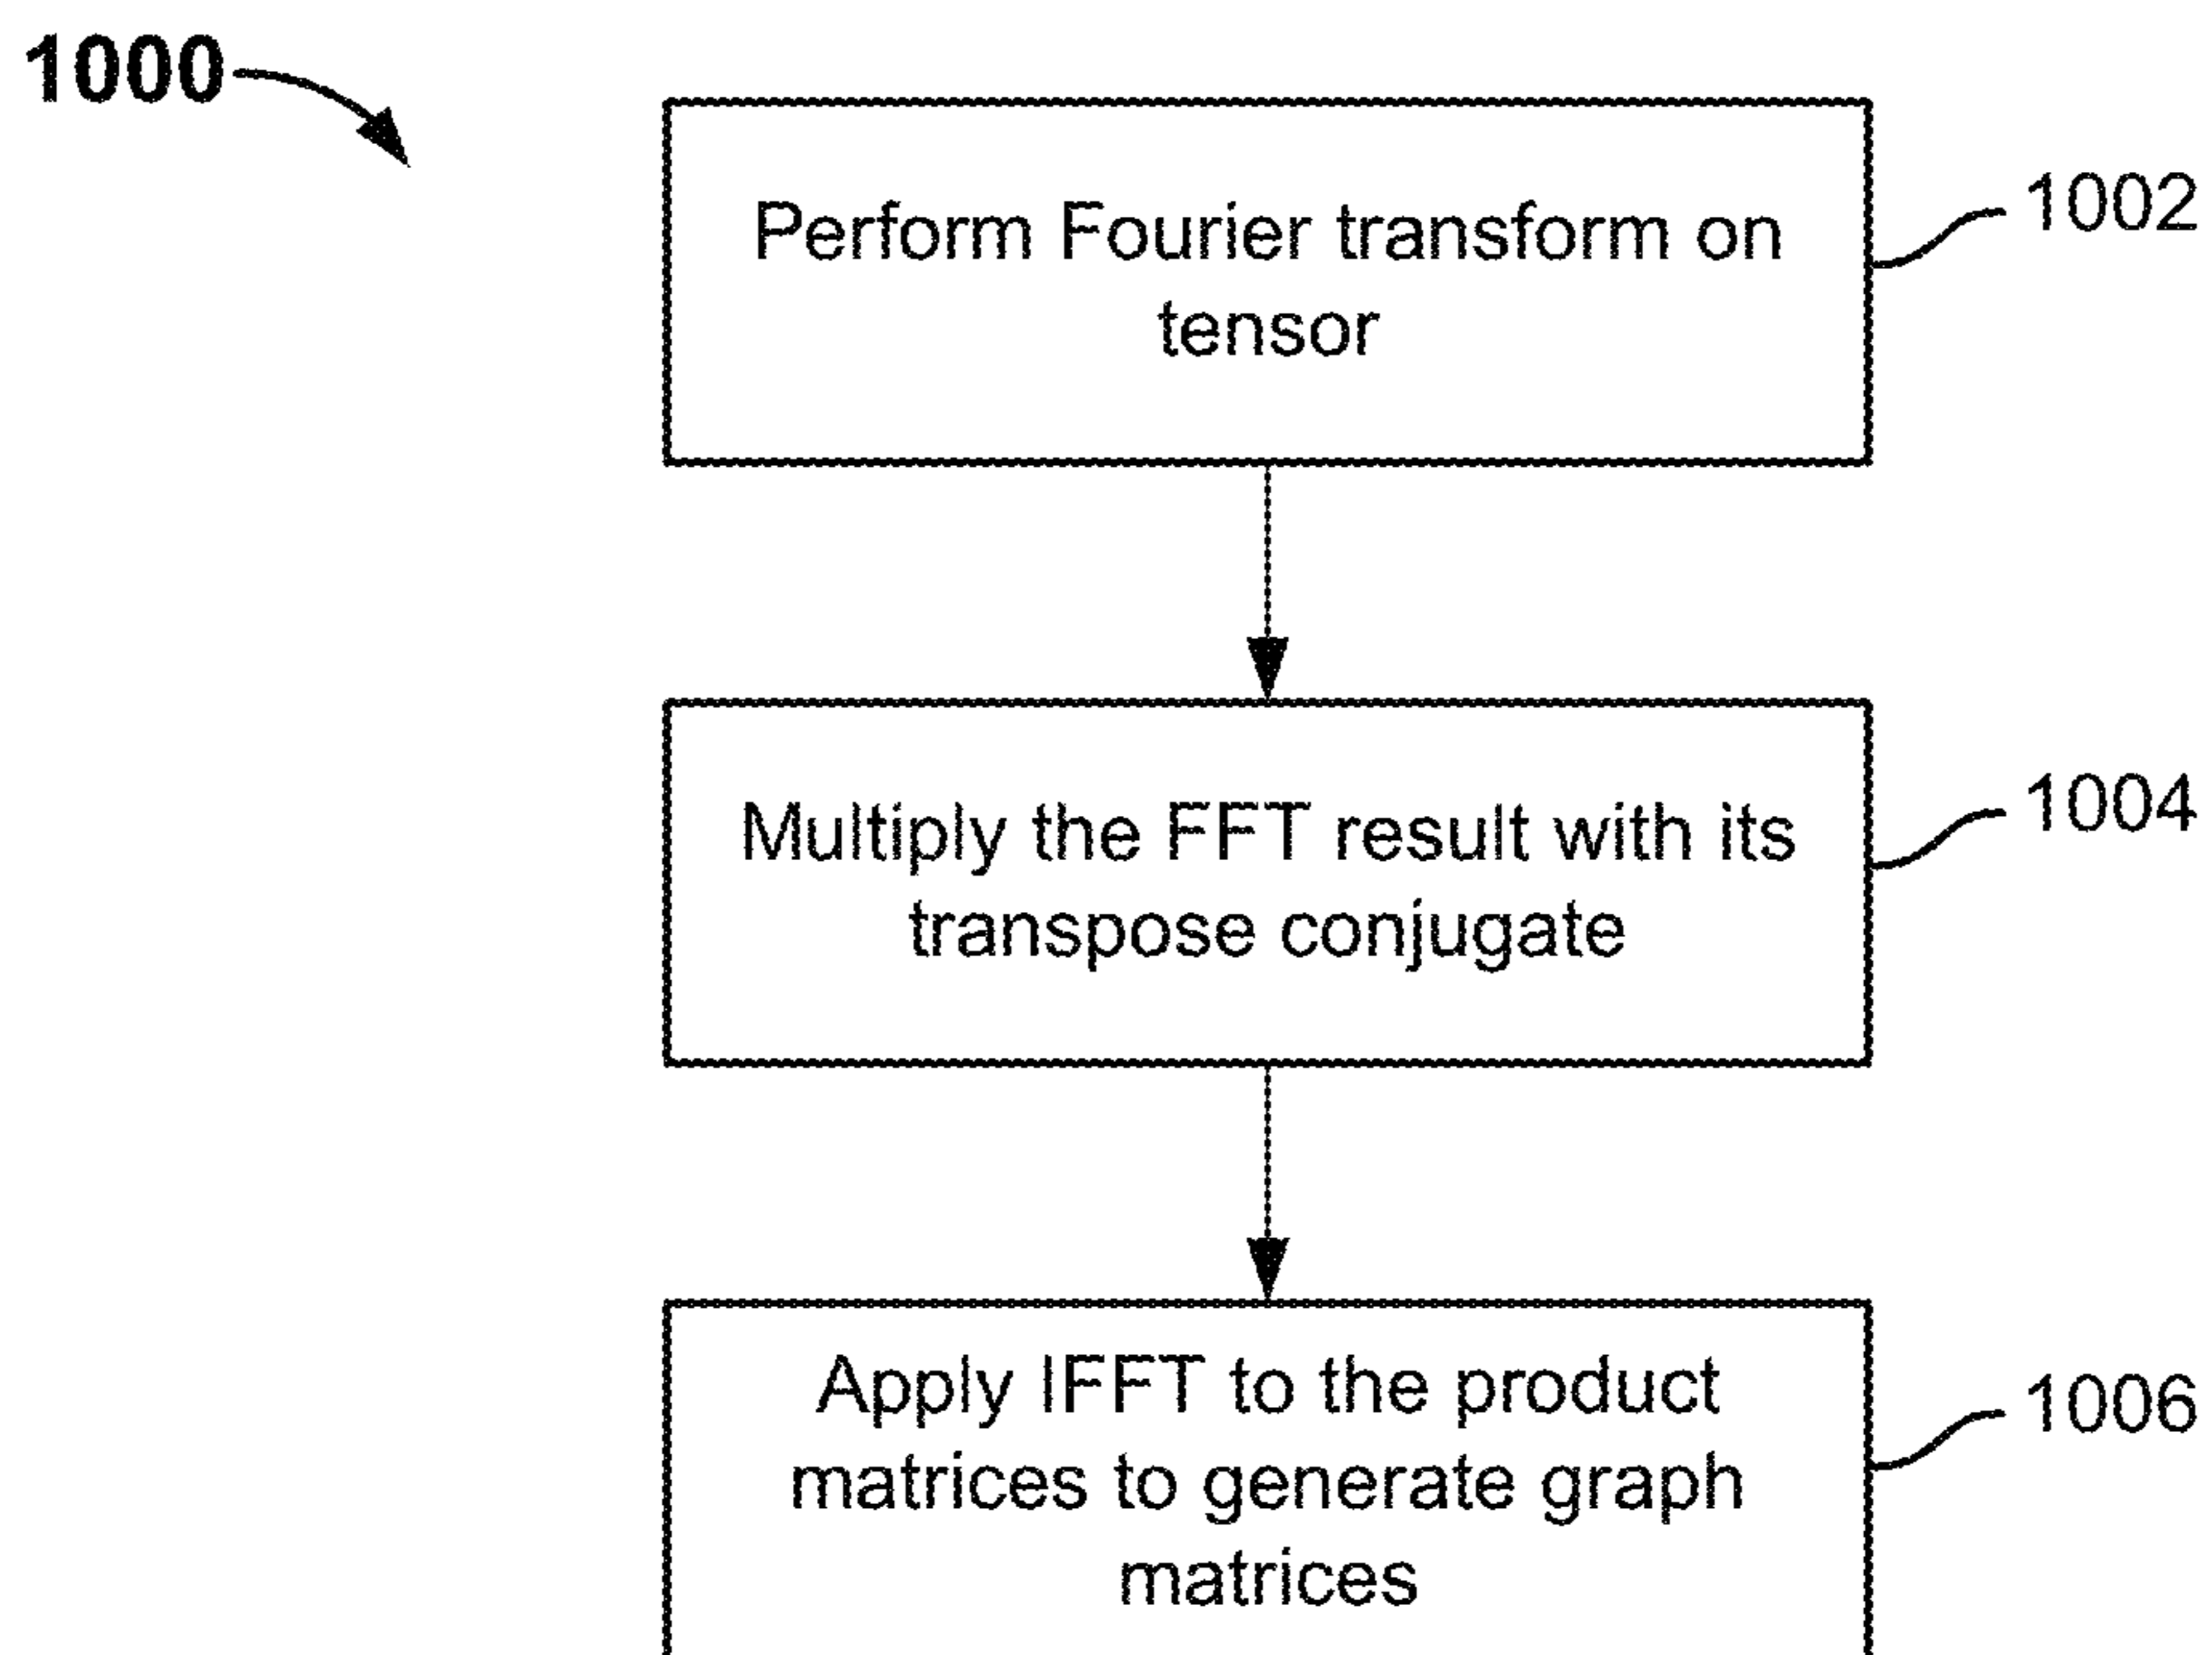 1000
Perform Fourier transform on
tensor
1002
Multiply the FFT result with its
transpose conjugate
1004
Apply IFFT to the product
matrices to generate graph
matrices
1006